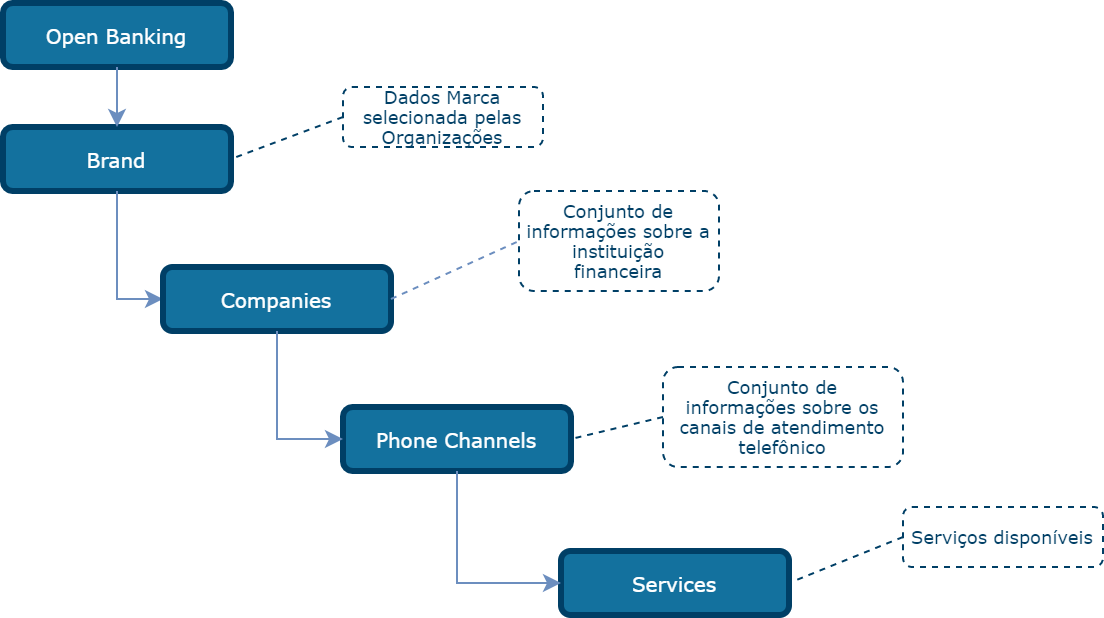 Open Banking
Dados Marca
selecionada pelas
Organizações
Brand
Conjunto de
informações sobre a
instituição
financeira
Companies
Conjunto de
informações sobre os
canais de atendimento
telefônico
Phone Channels
Serviços disponíveis
Services